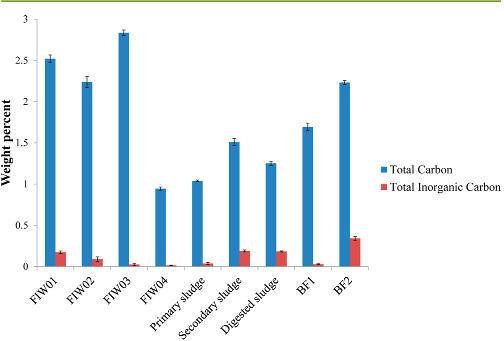 3
2.5
2
1.5
1
0.5
0
Weight percent
FIW01
FIW02
FIW03
FIW04
Primary sludge
Secondary sludge
Digested sludge
BF1
BF2
Total Carbon
Total Inorganic Carbon